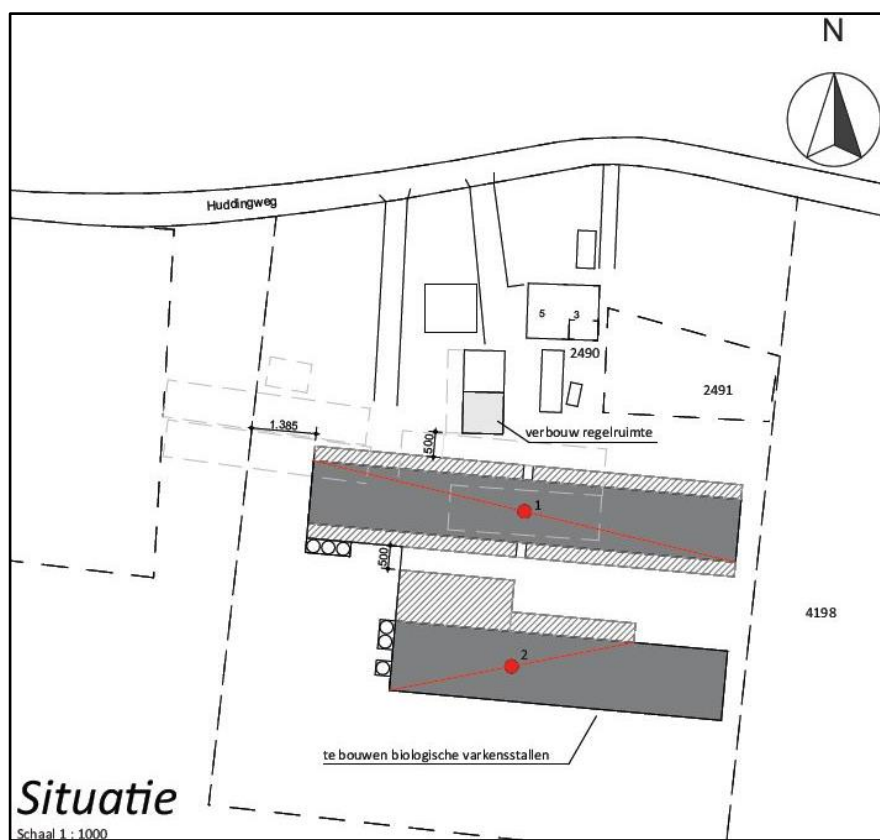 N
Huddingweg
5 3
2490
2491
1.385
500
verbouw regelruimte
1
500
4198
2
te bouwen biologische varkensstallen
Situatie
Schaal 1 : 1000